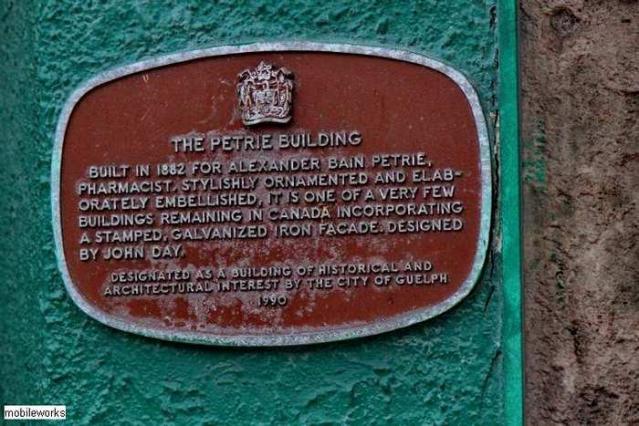 THE PETRIE BUILDING
BUILT IN 1882 FOR ALEXANDER BAIN PETRIE,
PHARMACIST. STYLISHLY ORNAMENTED AND ELAB-
ORATELY EMBELLISHED, IT IS ONE OF A VERY FEW
BUILDINGS REMAINING IN CANADA INCORPORATING
A STAMPED, GALVANIZED IRON FACADE. DESIGNED
BY JOHN DAY.
DESIGNATED AS A BUILDING OF HISTORICAL AND
ARCHITECTURAL INTEREST BY THE CITY OF GUELPH
1990
mobileworks